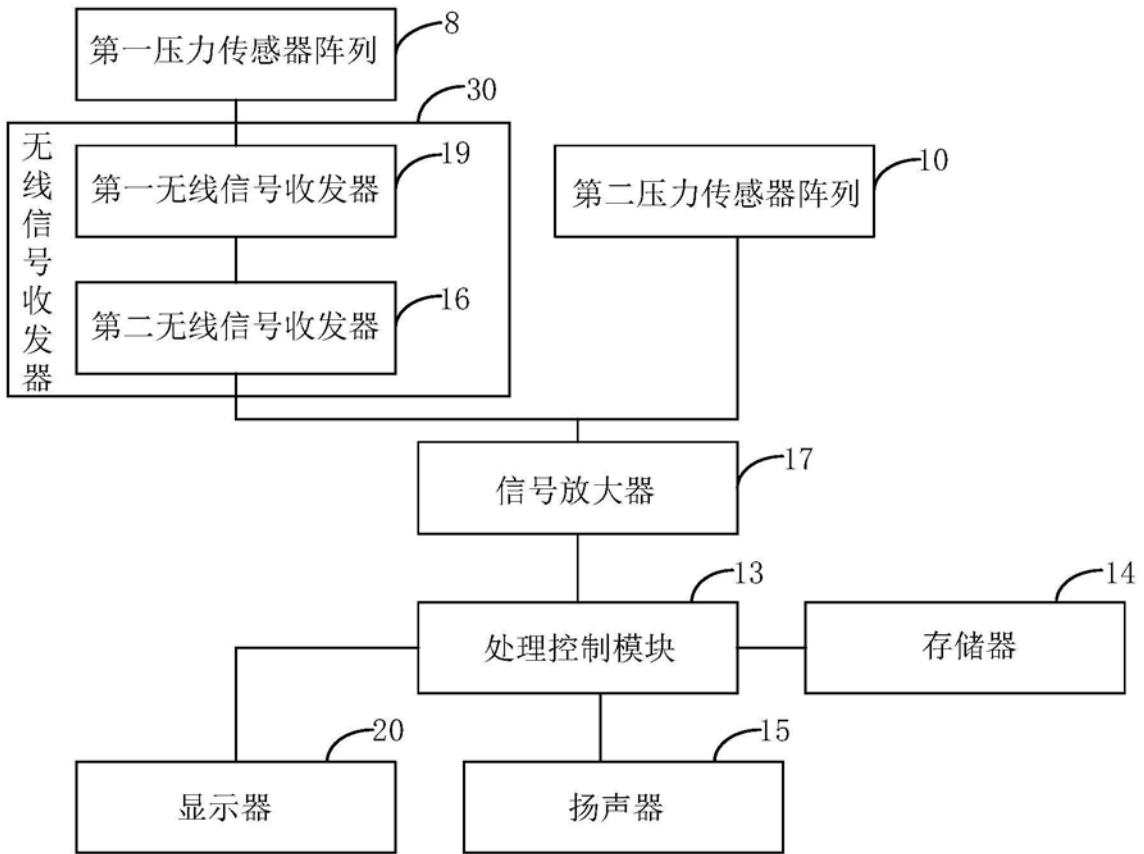 第一压力传感器阵列
8
30
无线信号收发器
第一无线信号收发器
19
第二压力传感器阵列
10
第二无线信号收发器
16
信号放大器
17
处理控制模块
13
存储器
14
显示器
20
扬声器
15